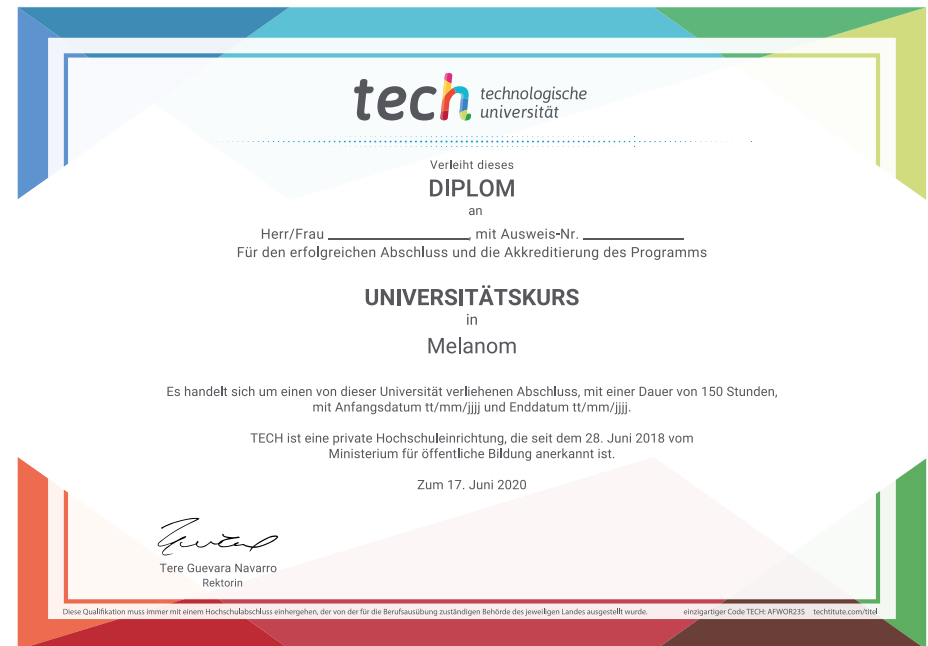 tech technologische
universität
Verleiht dieses
DIPLOM
an
Herr/Frau ____________________, mit Ausweis-Nr. ______________
Für den erfolgreichen Abschluss und die Akkreditierung des Programms
UNIVERSITÄTSKURS
in
Melanom
Es handelt sich um einen von dieser Universität verliehenen Abschluss, mit einer Dauer von 150 Stunden,
mit Anfangsdatum tt/mm/jjjj und Enddatum tt/mm/jjjj.
TECH ist eine private Hochschuleinrichtung, die seit dem 28. Juni 2018 vom
Ministerium für öffentliche Bildung anerkannt ist.
Zum 17. Juni 2020
Tere Guevara Navarro
Rektorin
Diese Qualifikation muss immer mit einem Hochschulabschluss einhergehen, der von der für die Berufsausübung zuständigen Behörde des jeweiligen Landes ausgestellt wurde. einzigartiger Code TECH: AFWOR23S techtitute.com/titel